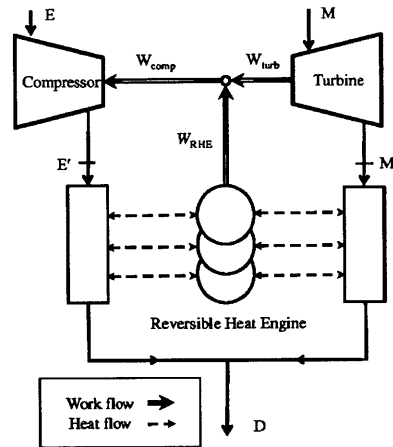 E
M
W_comp
W_turb
Compressor
Turbine
W_RHE
E'
M
Reversible Heat Engine
Work flow
Heat flow
D